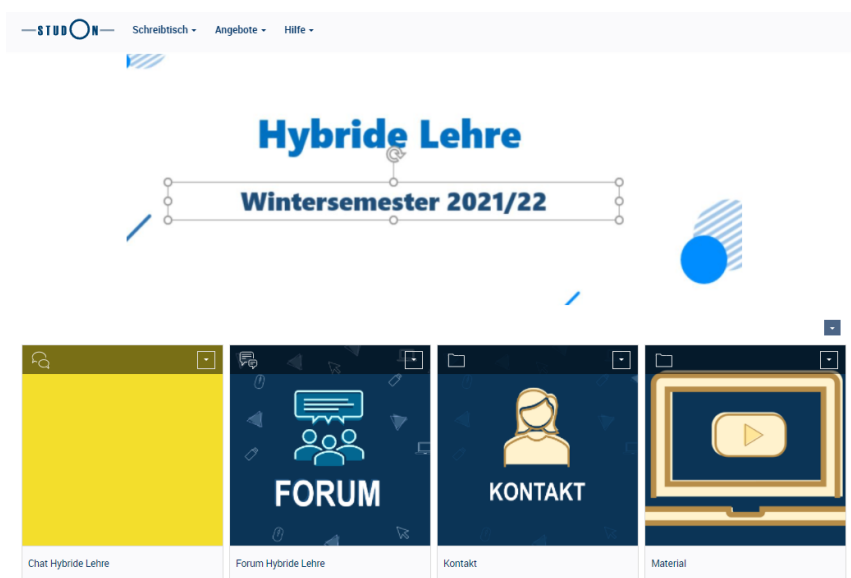 STUDON Schreibtisch Angebote Hilfe
Hybride Lehre
Wintersemester 2021/22
FORUM
KONTAKT
Chat Hybride Lehre Forum Hybride Lehre Kontakt Material